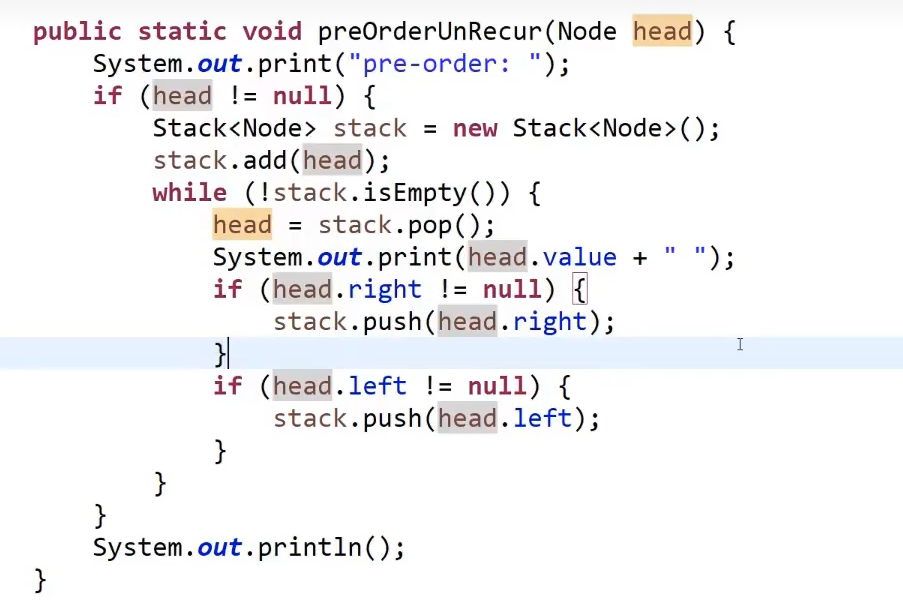 public static void preOrderUnRecur(Node head) {
    System.out.print("pre-order: ");
    if (head != null) {
        Stack<Node> stack = new Stack<Node>();
        stack.add(head);
        while (!stack.isEmpty()) {
            head = stack.pop();
            System.out.print(head.value + " ");
            if (head.right != null) {
                stack.push(head.right);
            }
            if (head.left != null) {
                stack.push(head.left);
            }
        }
    }
    System.out.println();
}